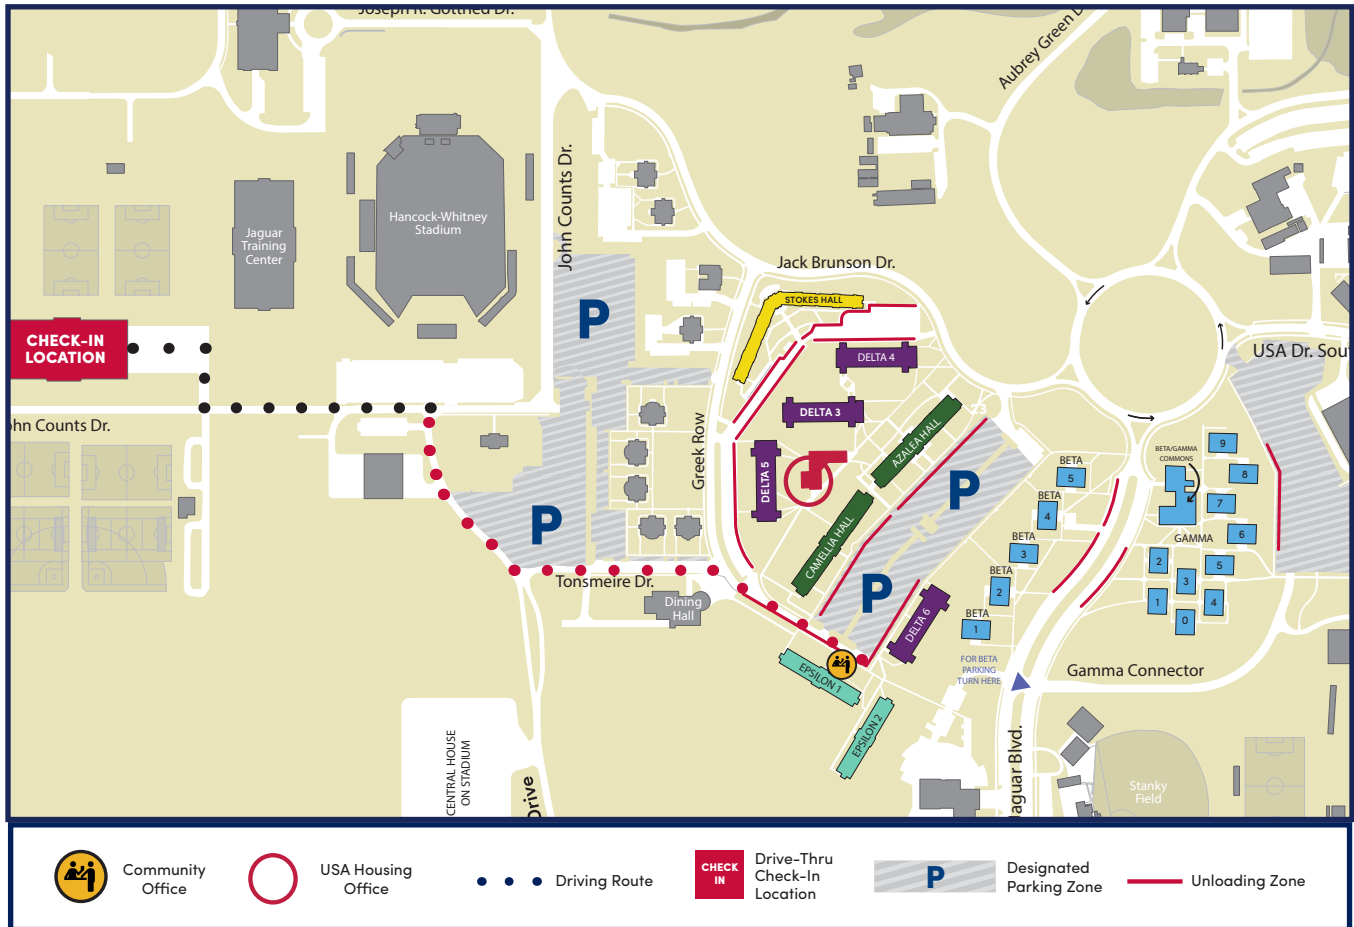 Joseph R. Gottfried Dr.
Aubrey Green D
John Counts Dr.
Hancock-Whitney
Stadium
Jaguar
Training
Center
Jack Brunson Dr.
STOKES HALL
P
CHECK-IN
LOCATION
DELTA 4
USA Dr. Sou
DELTA 3
23
hn Counts Dr.
Greek Row
AZALEA HALL
DELTA 5
P
BETA
5
BETA
4
BETA
3
BETA
2
BETA
1
BETA/GAMMA
COMMONS
9
8
7
6
GAMMA
5
4
3
2
1
0
P
CAMELLIA HALL
P
Tonsmeire Dr.
Dining
Hall
DELTA 6
EPSILON 1
EPSILON 2
FOR BETA
PARKING
TURN HERE
Gamma Connector
CENTRAL HOUSE
ON STADIUM
Drive
Jaguar Blvd.
Stanky
Field
Community
Office
USA Housing
Office
Driving Route
CHECK
IN
Drive-Thru
Check-In
Location
P
Designated
Parking Zone
Unloading Zone